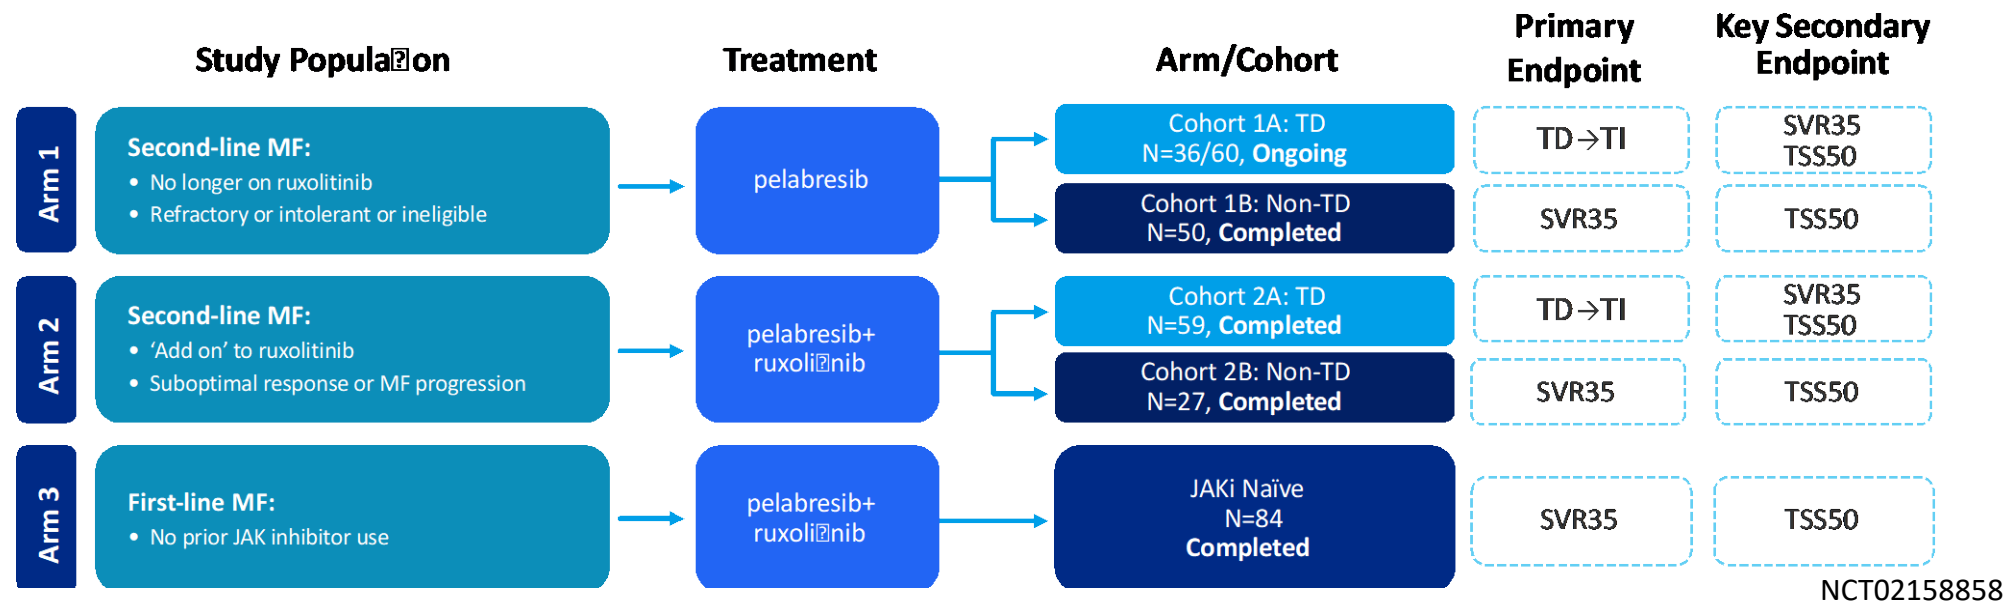 Study Popula�on
Treatment
Arm/Cohort
Primary
Endpoint
Key Secondary
Endpoint
Arm 1
Second-line MF:
• No longer on ruxolitinib
• Refractory or intolerant or ineligible
pelabresib
Cohort 1A: TD
N=36/60, Ongoing
TD→TI
SVR35
TSS50
Cohort 1B: Non-TD
N=50, Completed
SVR35
TSS50
Arm 2
Second-line MF:
• ‘Add on’ to ruxolitinib
• Suboptimal response or MF progression
pelabresib+
ruxoli�nib
Cohort 2A: TD
N=59, Completed
TD→TI
SVR35
TSS50
Cohort 2B: Non-TD
N=27, Completed
SVR35
TSS50
Arm 3
First-line MF:
• No prior JAK inhibitor use
pelabresib+
ruxoli�nib
JAKi Naïve
N=84
Completed
SVR35
TSS50
NCT02158858